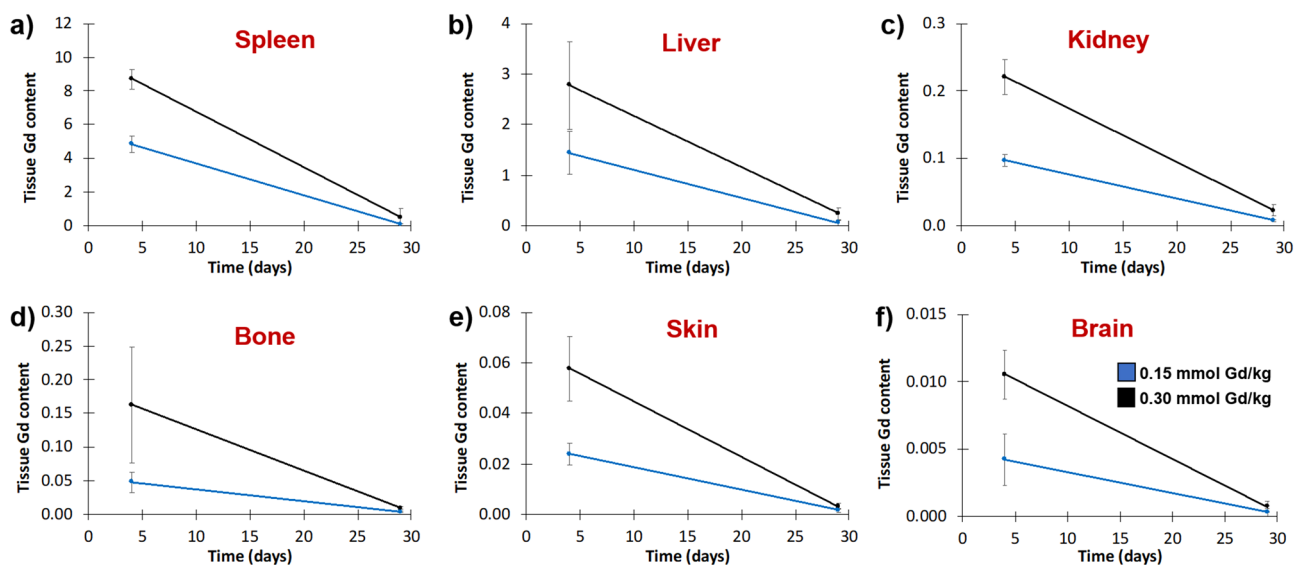 a)
Spleen
Tissue Gd content
12
10
8
6
4
2
0
0 5 10 15 20 25 30
Time (days)
b)
Liver
Tissue Gd content
4
3
2
1
0
0 5 10 15 20 25 30
Time (days)
c)
Kidney
Tissue Gd content
0.3
0.2
0.1
0.0
0 5 10 15 20 25 30
Time (days)
d)
Bone
Tissue Gd content
0.30
0.25
0.20
0.15
0.10
0.05
0.00
0 5 10 15 20 25 30
Time (days)
e)
Skin
Tissue Gd content
0.08
0.06
0.04
0.02
0.00
0 5 10 15 20 25 30
Time (days)
f)
Brain
Tissue Gd content
0.015
0.010
0.005
0.000
0.15 mmol Gd/kg
0.30 mmol Gd/kg
0 5 10 15 20 25 30
Time (days)